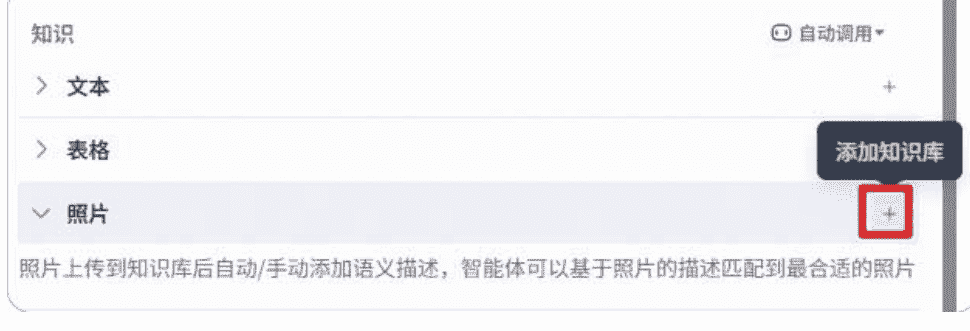 知识
自动调用
文本
+
表格
添加知识库
照片
+
照片上传到知识库后自动/手动添加语义描述，智能体可以基于照片的描述匹配到最合适的照片